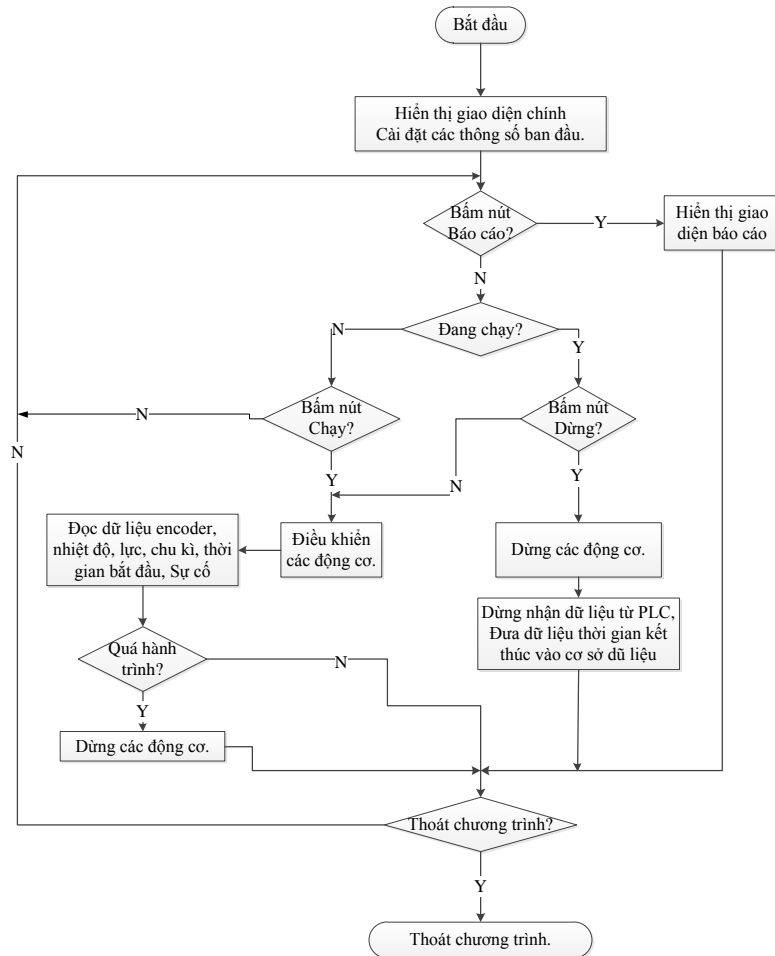 Bắt đầu
Hiển thị giao diện chính
Cài đặt các thông số ban đầu.
Bấm nút
Báo cáo?
Y
Hiển thị giao
diện báo cáo
N
Đang chạy?
N
Y
Bấm nút
Chạy?
N
Bấm nút
Dừng?
N
Y
N
Y
Đọc dữ liệu encoder,
nhiệt độ, lực, chu kì, thời
gian bắt đầu, Sự cố
Điều khiển
các động cơ.
Dừng các động cơ.
Dừng nhận dữ liệu từ PLC,
Đưa dữ liệu thời gian kết
thúc vào cơ sở dũ liệu
Quá hành
trình?
N
Y
Dừng các động cơ.
Thoát chương trình?
Y
Thoát chương trình.